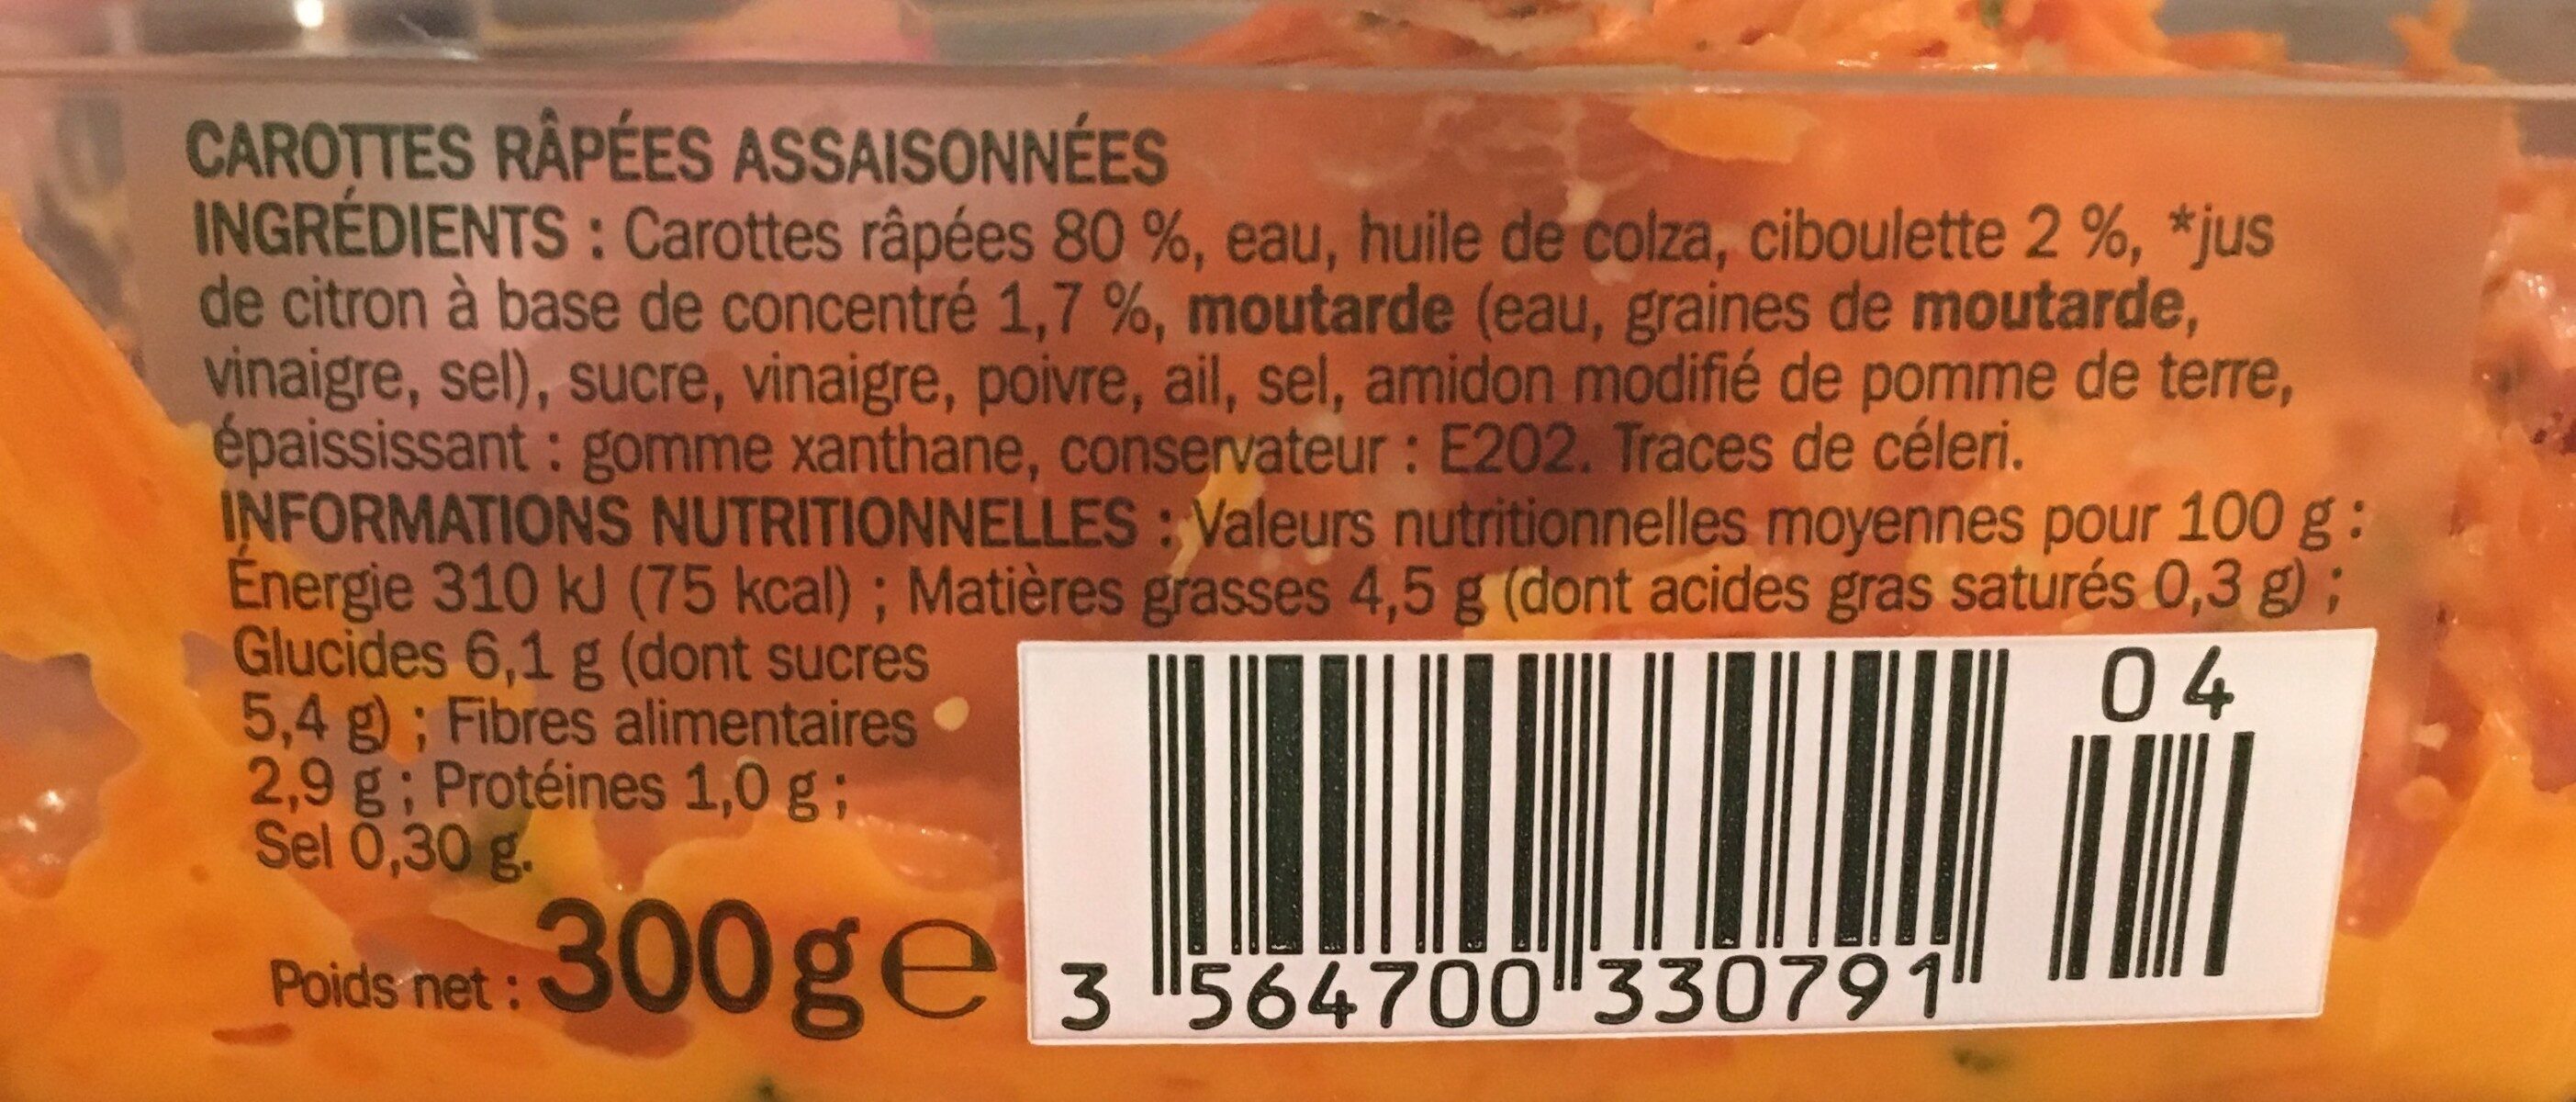 CAROTTES RÂPÉES ASSAISONNÉES
INGRÉDIENTS : Carottes râpées 80 %, eau, huile de colza, ciboulette 2 %, *jus
de citron à base de concentré 1,7 %, moutarde (eau, graines de moutarde,
vinaigre, sel), sucre, vinaigre, poivre, ail, sel, amidon modifié de pomme de terre,
épaississant : gomme xanthane, conservateur : E202. Traces de céleri.
INFORMATIONS NUTRITIONNELLES : Valeurs nutritionnelles moyennes pour 100 g :
Énergie 310 kJ (75 kcal) ; Matières grasses 4,5 g (dont acides gras saturés 0,3 g) ;
Glucides 6,1 g (dont sucres
5,4 g) ; Fibres alimentaires
2,9 g ; Protéines 1,0 g ;
Sel 0,30 g.
Poids net : 300g e
04
3 564700 330791